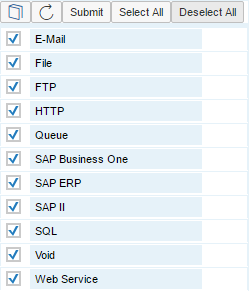 Submit Select All Deselect All
E-Mail
File
FTP
HTTP
Queue
SAP Business One
SAP ERP
SAP II
SQL
Void
Web Service